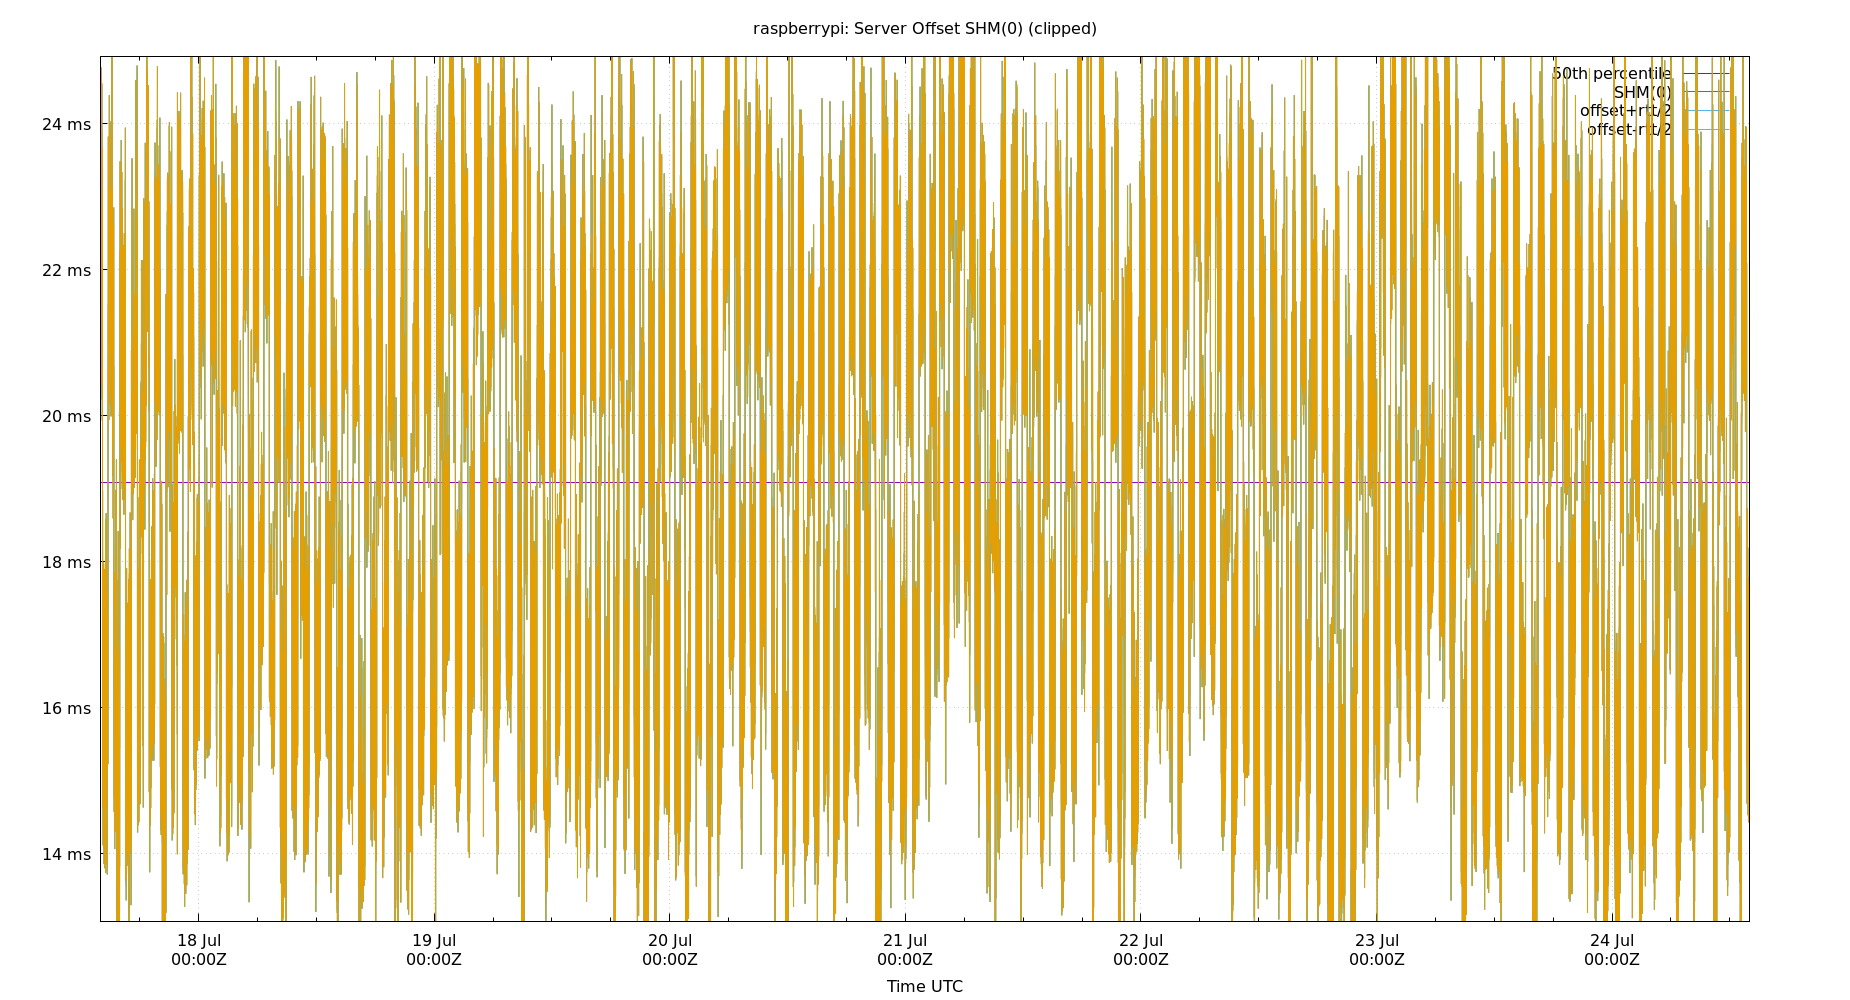 raspberrypi: Server Offset SHM(0) (clipped)
50th percentile
SHM(0)
offset+rtt/2
offset-rtt/2
24 ms
22 ms
20 ms
18 ms
16 ms
14 ms
18 Jul 19 Jul 20 Jul 21 Jul 22 Jul 23 Jul 24 Jul
00:00Z 00:00Z 00:00Z 00:00Z 00:00Z 00:00Z 00:00Z
Time UTC